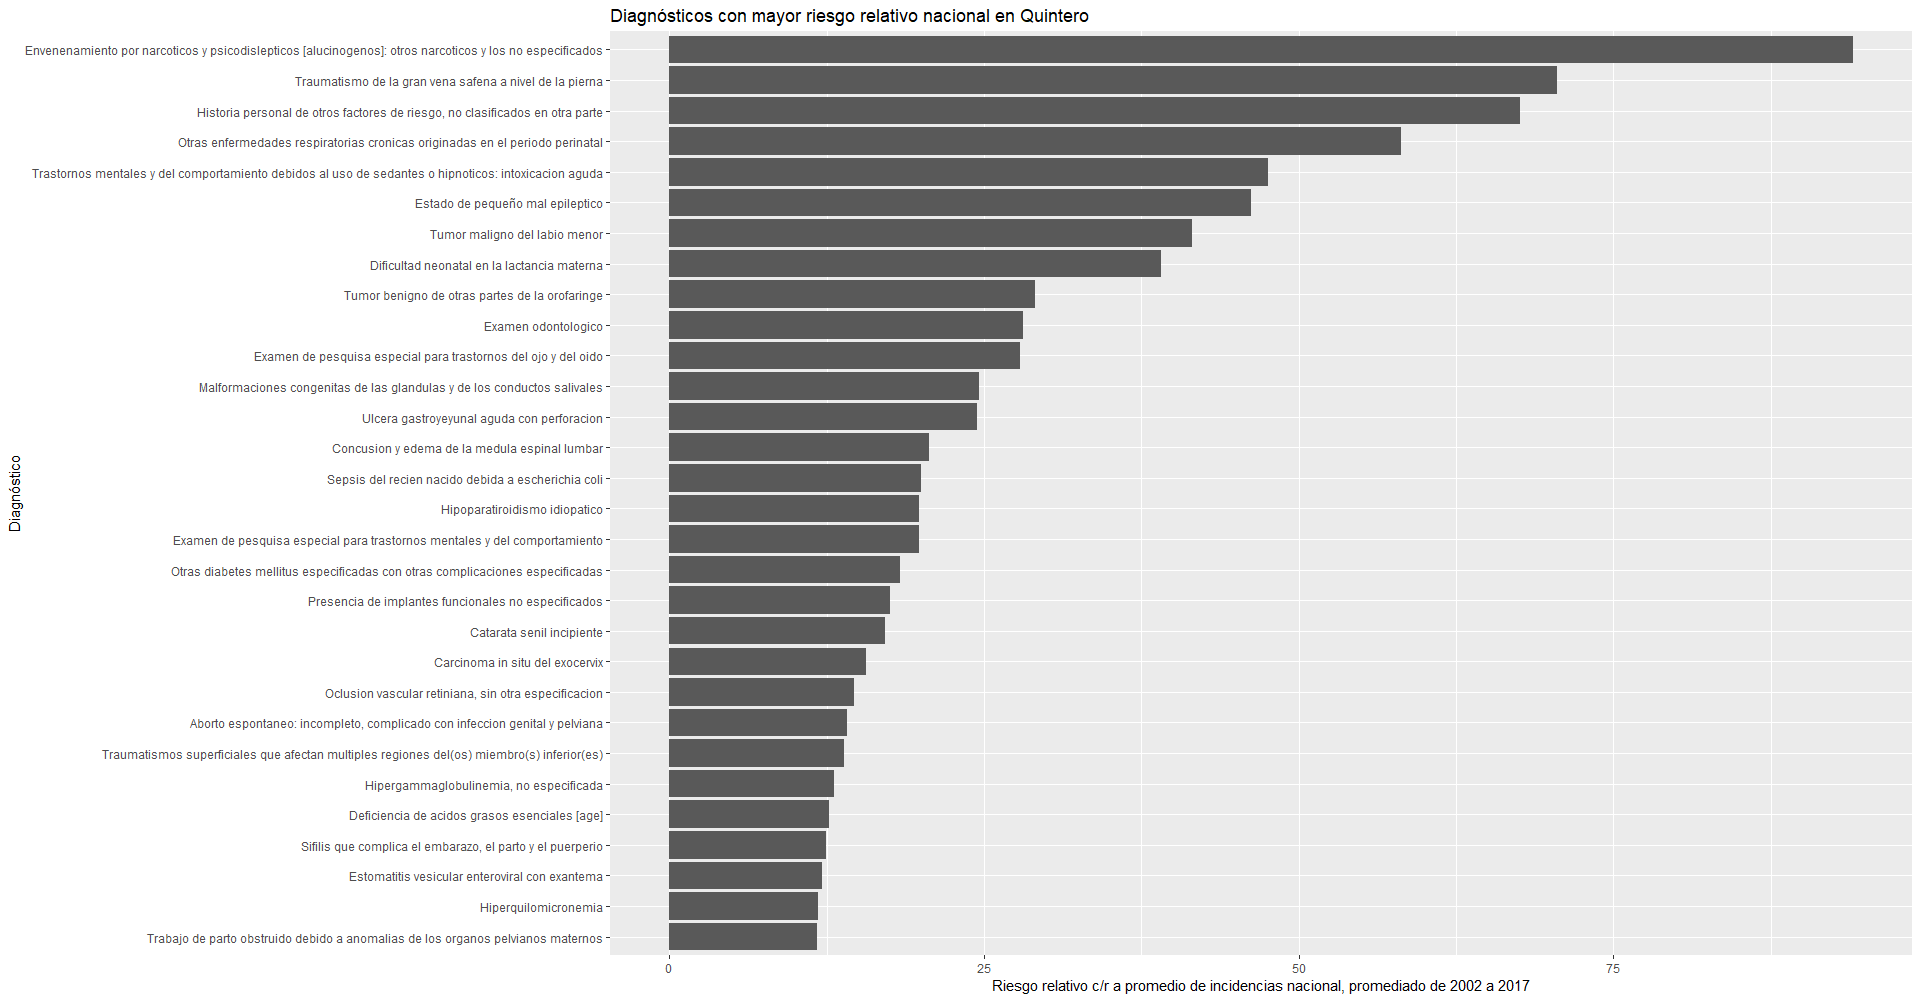 Diagnósticos con mayor riesgo relativo nacional en Quintero
Diagnóstico
Envenenamiento por narcoticos y psicodislepticos [alucinogenos]: otros narcoticos y los no especificados
Traumatismo de la gran vena safena a nivel de la pierna
Historia personal de otros factores de riesgo, no clasificados en otra parte
Otras enfermedades respiratorias cronicas originadas en el periodo perinatal
Trastornos mentales y del comportamiento debidos al uso de sedantes o hipnoticos: intoxicacion aguda
Estado de pequeño mal epileptico
Tumor maligno del labio menor
Dificultad neonatal en la lactancia materna
Tumor benigno de otras partes de la orofaringe
Examen odontologico
Examen de pesquisa especial para trastornos del ojo y del oido
Malformaciones congenitas de las glandulas y de los conductos salivales
Ulcera gastroyeyunal aguda con perforacion
Concusion y edema de la medula espinal lumbar
Sepsis del recien nacido debida a escherichia coli
Hipoparatiroidismo idiopatico
Examen de pesquisa especial para trastornos mentales y del comportamiento
Otras diabetes mellitus especificadas con otras complicaciones especificadas
Presencia de implantes funcionales no especificados
Catarata senil incipiente
Carcinoma in situ del exocervix
Oclusion vascular retiniana, sin otra especificacion
Aborto espontaneo: incompleto, complicado con infeccion genital y pelviana
Traumatismos superficiales que afectan multiples regiones del(os) miembro(s) inferior(es)
Hipergammaglobulinemia, no especificada
Deficiencia de acidos grasos esenciales [age]
Sifilis que complica el embarazo, el parto y el puerperio
Estomatitis vesicular enteroviral con exantema
Hiperquilomicronemia
Trabajo de parto obstruido debido a anomalias de los organos pelvianos maternos
0 25 50 75
Riesgo relativo c/r a promedio de incidencias nacional, promediado de 2002 a 2017